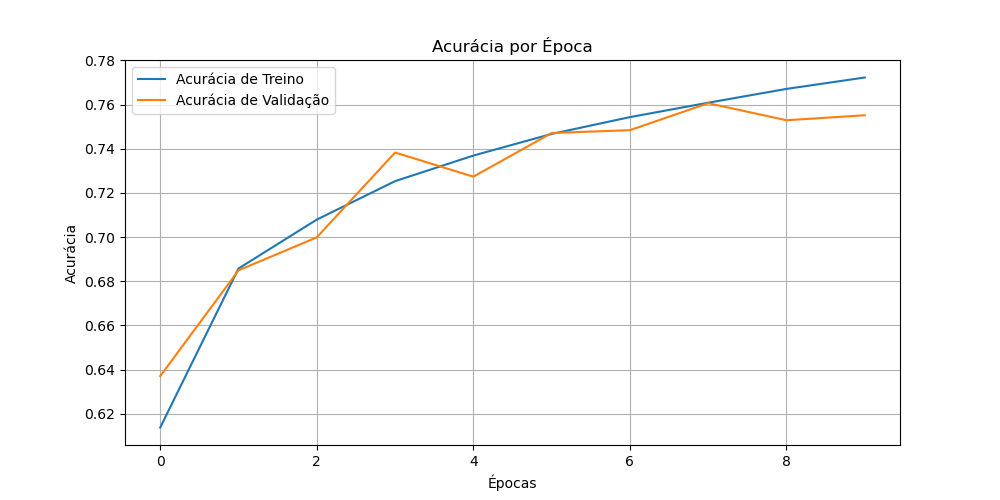 Acurácia por Época
Acurácia de Treino
Acurácia de Validação
0.78
0.76
0.74
0.72
0.70
0.68
0.66
0.64
0.62
Acurácia
0 2 4 6 8
Épocas